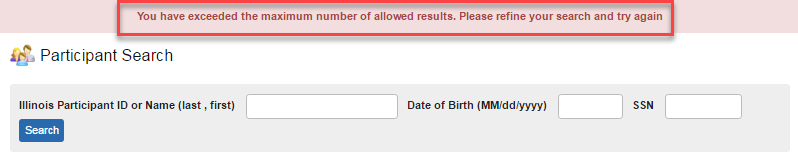 You have exceeded the maximum number of allowed results. Please refine your search and try again
Participant Search
Illinois Participant ID or Name (last , first) Date of Birth (MM/dd/yyyy) SSN
Search